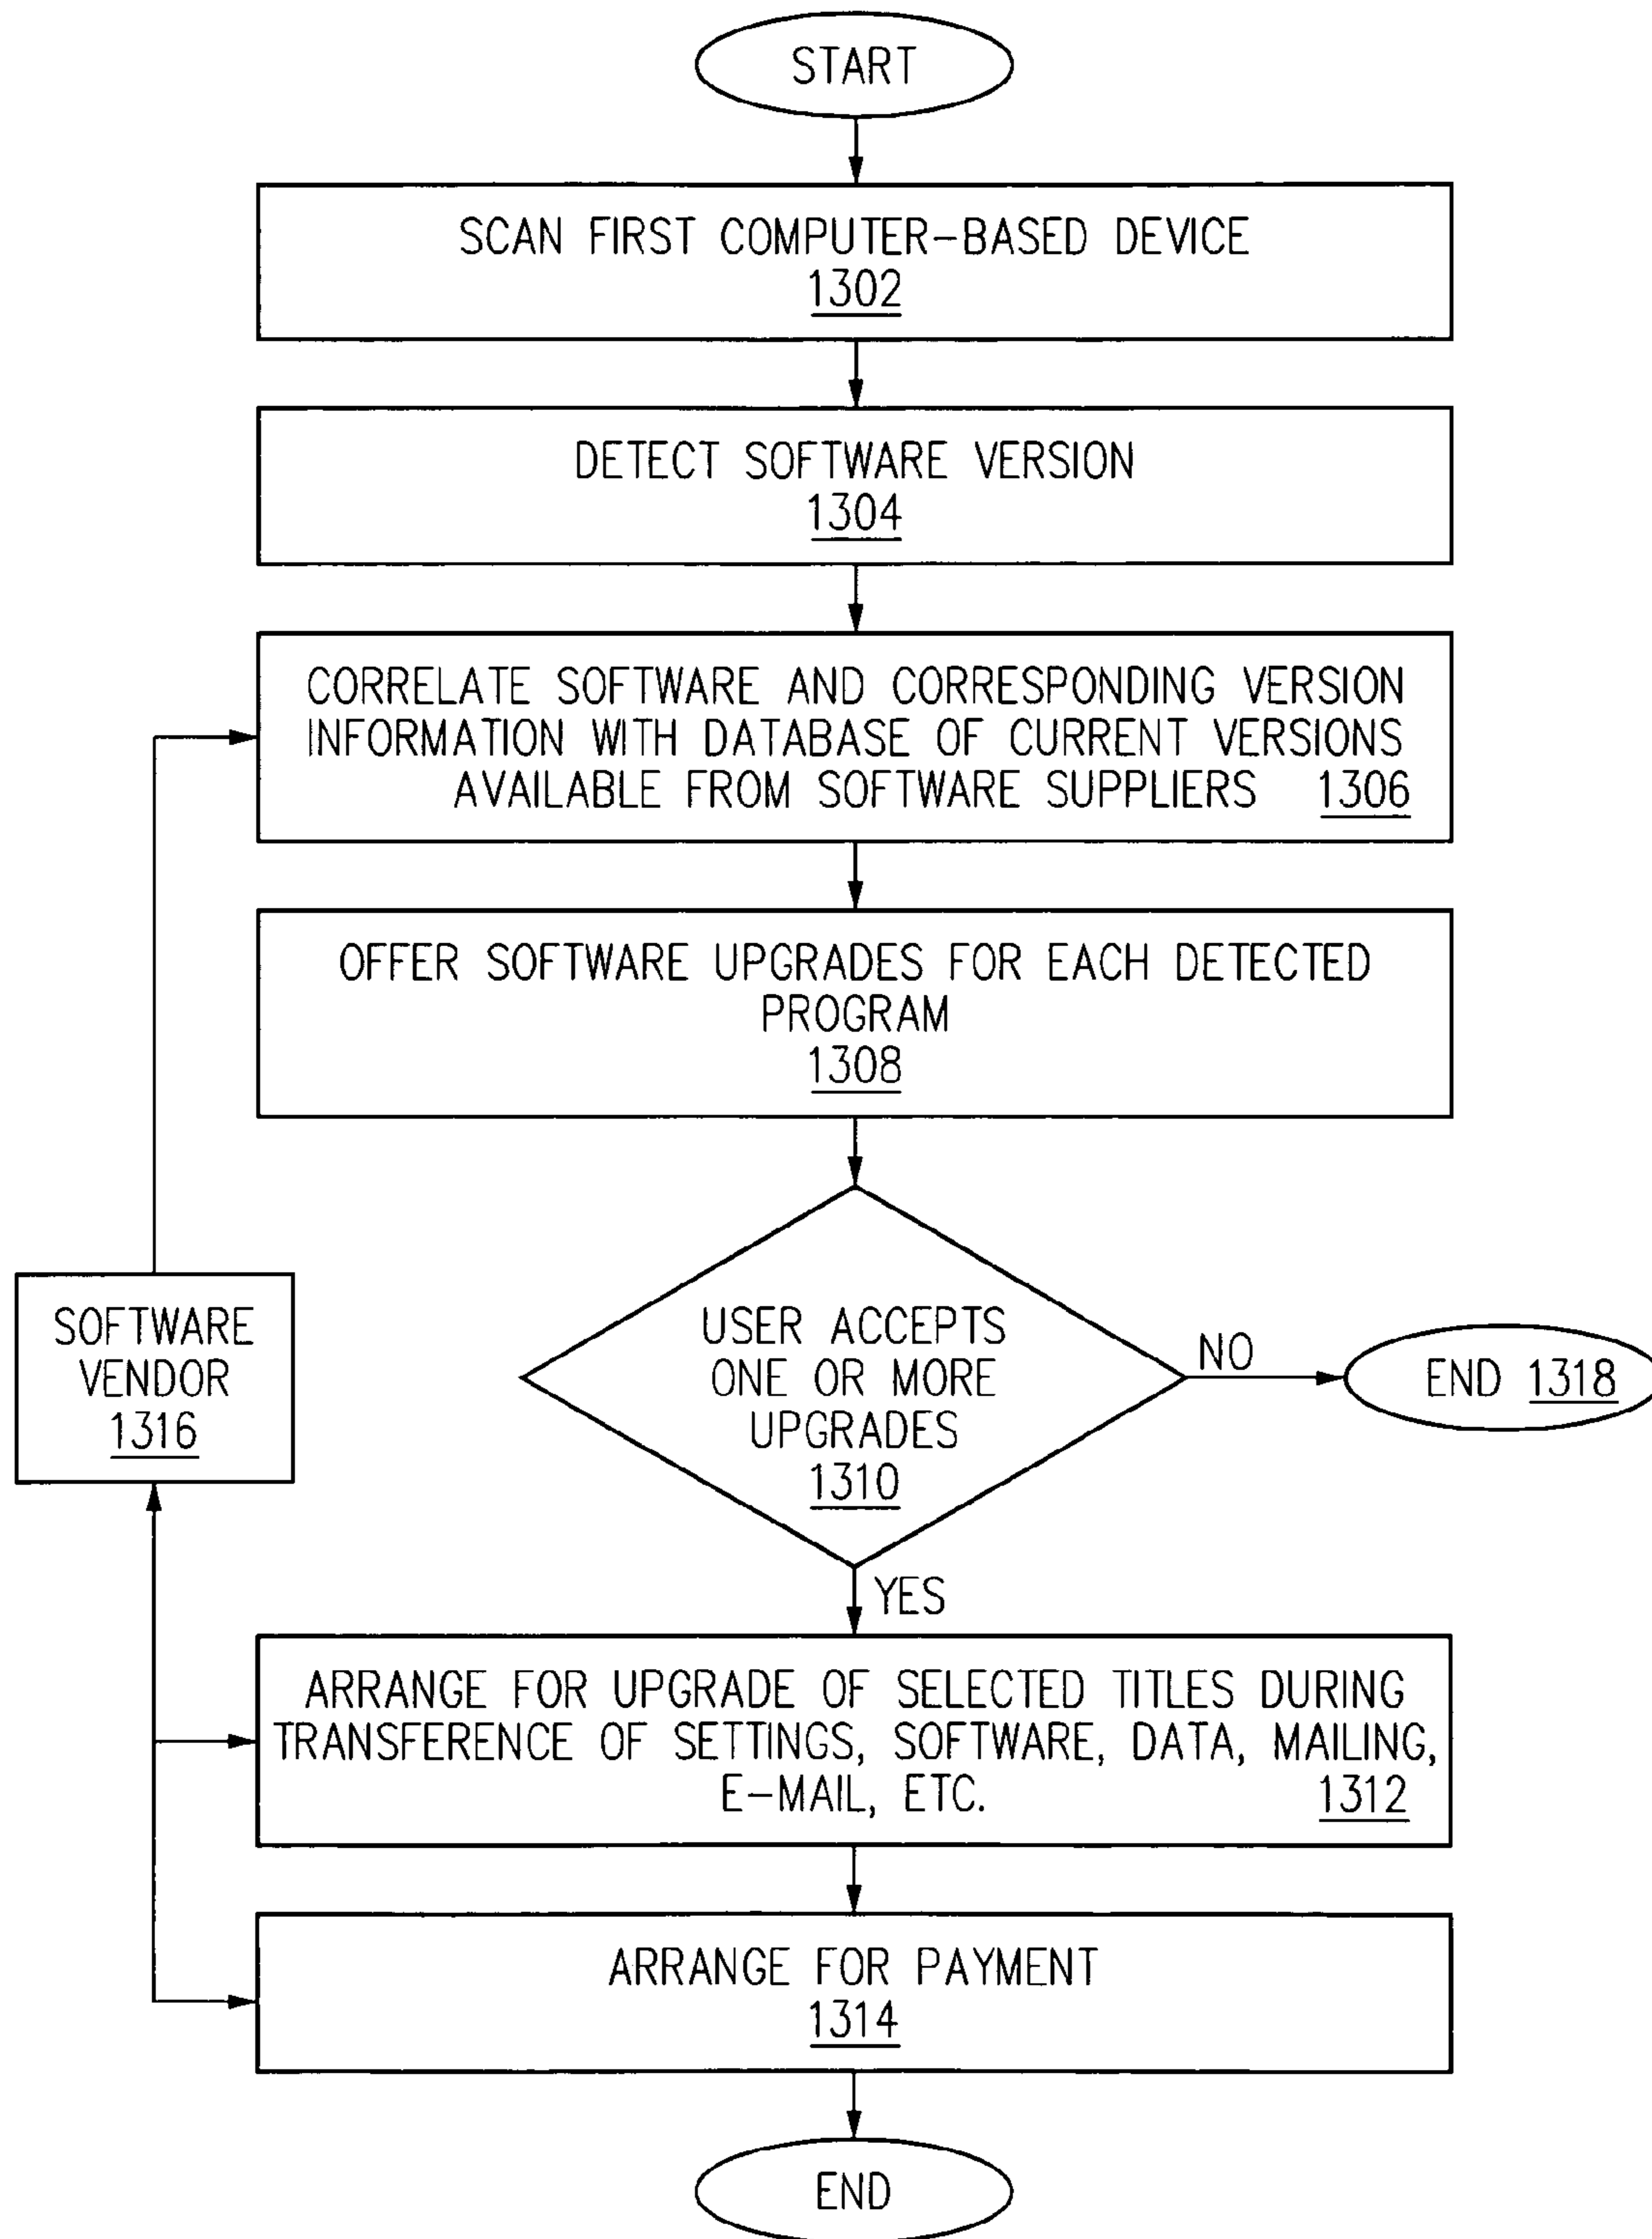 START
SCAN FIRST COMPUTER-BASED DEVICE
1302
DETECT SOFTWARE VERSION
1304
CORRELATE SOFTWARE AND CORRESPONDING VERSION
INFORMATION WITH DATABASE OF CURRENT VERSIONS
AVAILABLE FROM SOFTWARE SUPPLIERS 1306
OFFER SOFTWARE UPGRADES FOR EACH DETECTED
PROGRAM
1308
SOFTWARE
VENDOR
1316
USER ACCEPTS
ONE OR MORE
UPGRADES
1310
NO
END 1318
YES
ARRANGE FOR UPGRADE OF SELECTED TITLES DURING
TRANSFERENCE OF SETTINGS, SOFTWARE, DATA, MAILING,
E-MAIL, ETC. 1312
ARRANGE FOR PAYMENT
1314
END